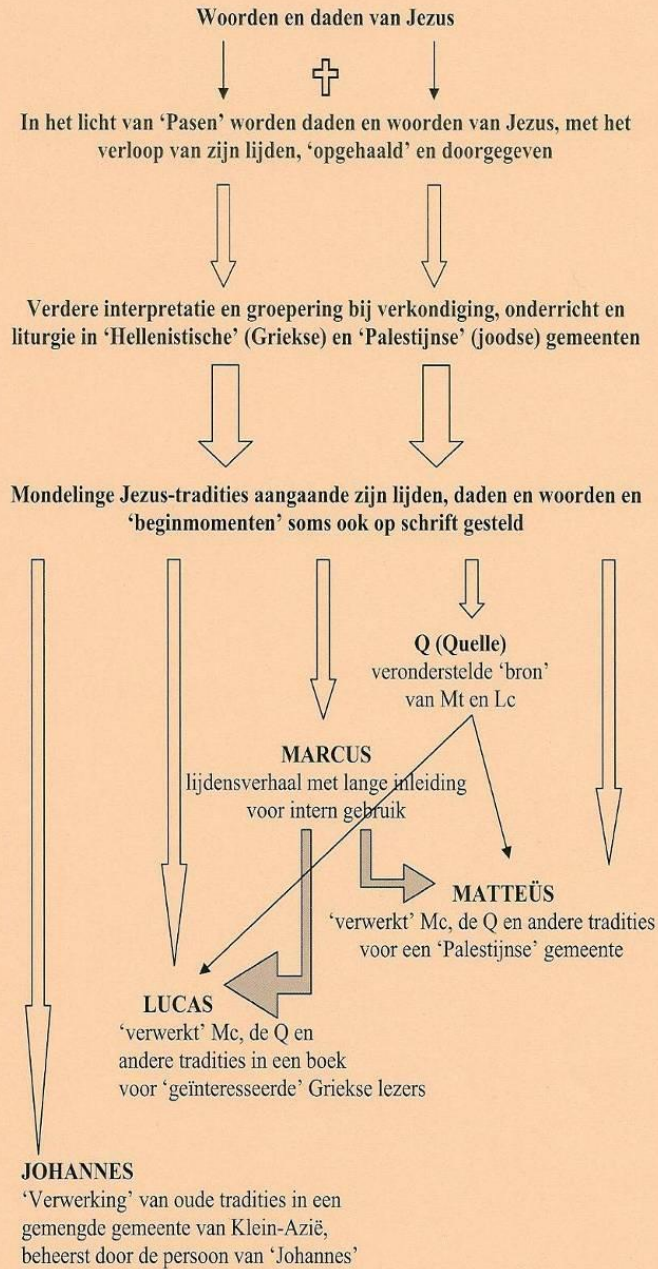 Woorden en daden van Jezus
In het licht van ‘Pasen’ worden daden en woorden van Jezus, met het
verloop van zijn lijden, ‘opgehaald’ en doorgegeven
Verdere interpretatie en groepering bij verkondiging, onderricht en
liturgie in ‘Hellenistische’ (Griekse) en ‘Palestijnse’ (joodse) gemeenten
Mondelinge Jezus-tradities aangaande zijn lijden, daden en woorden en
‘beginmomenten’ soms ook op schrift gesteld
Q (Quelle)
veronderstelde ‘bron’
van Mt en Lc
MARCUS
lijdensverhaal met lange inleiding
voor intern gebruik
MATTEÜS
‘verwerkt’ Mc, de Q en andere tradities
voor een ‘Palestijnse’ gemeente
LUCAS
‘verwerkt’ Mc, de Q en
andere tradities in een boek
voor ‘geïnteresseerde’ Griekse lezers
JOHANNES
‘Verwerking’ van oude tradities in een
gemengde gemeente van Klein-Azië,
beheerst door de persoon van ‘Johannes’